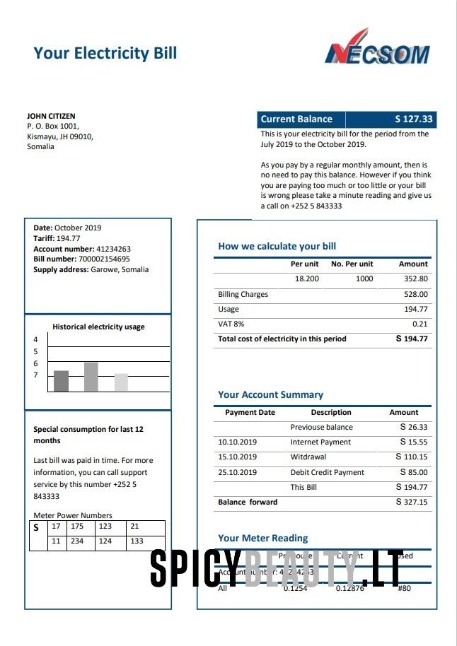 Your Electricity Bill
NECSOM
JOHN CITIZEN
P. O. Box 1001,
Kismayu, JH 09010,
Somalia
Current Balance S 127.33
This is your electricity bill for the period from the
July 2019 to the October 2019.
As you pay by a regular monthly amount, then is
no need to pay this balance. However if you think
you are paying too much or too little or your bill
is wrong please take a minute reading and give us
a call on +252 5 843333
Date: October 2019
Tariff: 194.77
Account number: 41234263
Bill number: 700002154695
Supply address: Garowe, Somalia
Historical electricity usage
4
5
6
7
Special consumption for last 12
months
Last bill was paid in time. For more
information, you can call support
service by this number +252 5
843333
Meter Power Numbers
S 17 175 123 21
11 234 124 133
How we calculate your bill
Per unit No. Per unit Amount
18.200 1000 352.80
Billing Charges 528.00
Usage 194.77
VAT 8% 0.21
Total cost of electricity in this period S 194.77
Your Account Summary
Payment Date Description Amount
Previouse balance S 26.33
10.10.2019 Internet Payment S 15.55
15.10.2019 Witdrawal S 110.15
25.10.2019 Debit Credit Payment S 85.00
This Bill S 194.77
Balance forward S 327.15
Your Meter Reading
SPICYBEAUTY.LT
All 0.1254 0.12876 #80